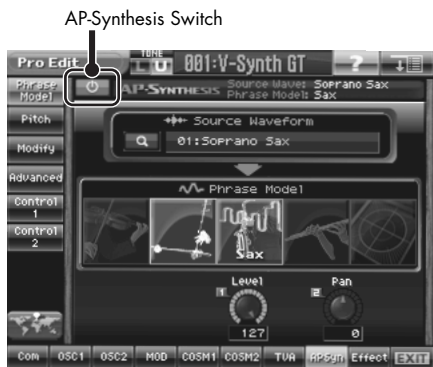 AP-Synthesis Switch
Pro Edit
TONE
L U
001:V-Synth GT
?
Phrase Model
AP-SYNTHESIS
Source Wave: Soprano Sax
Phrase Model: Sax
Pitch
Source Waveform
Modify
01:Soprano Sax
Advanced
Phrase Model
Control 1
Control 2
Sax
Level
Pan
1
2
127
0
Com OSC1 OSC2 MOD COSM1 COSM2 TVA APSyn Effect EXIT